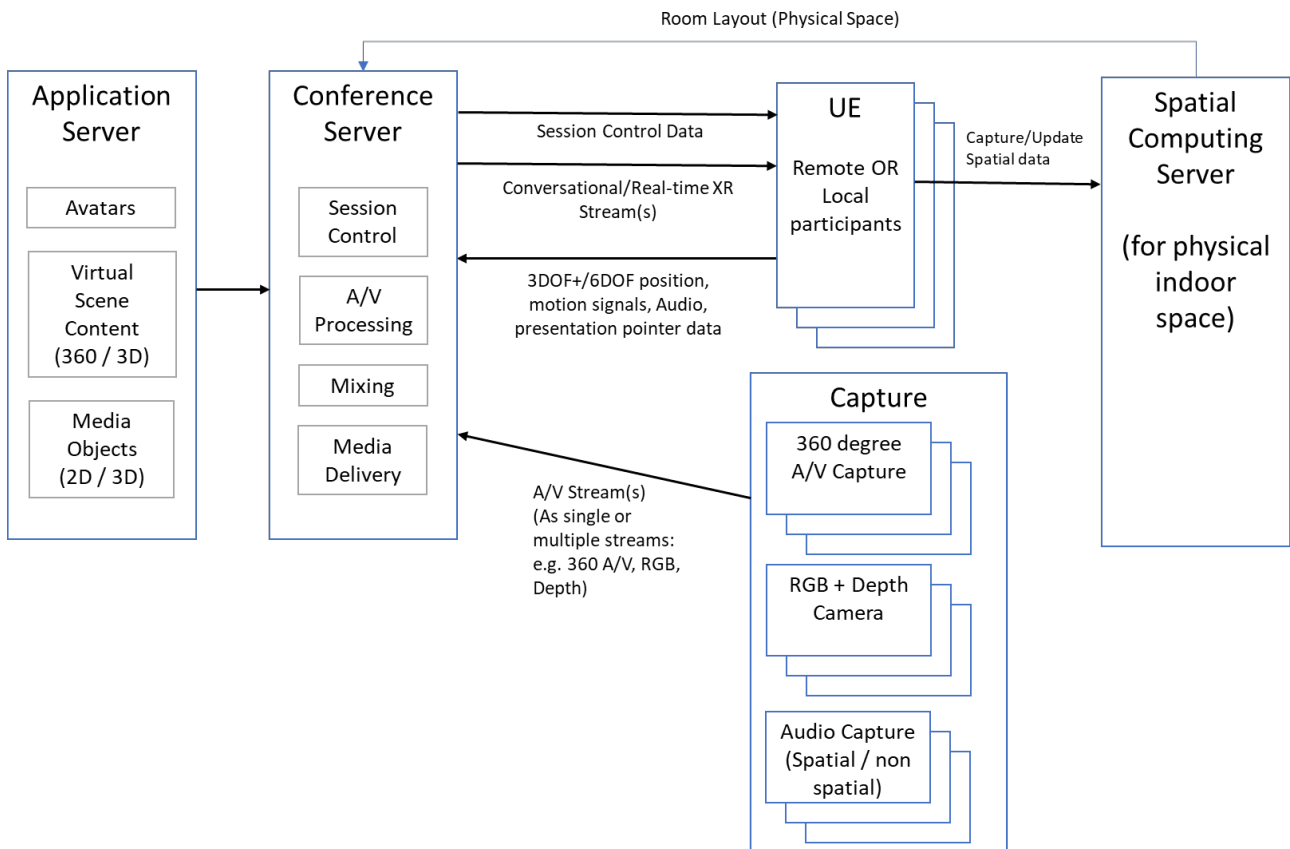 Room Layout (Physical Space)
Application
Server
Avatars
Virtual
Scene
Content
(360 / 3D)
Media
Objects
(2D / 3D)
Conference
Server
Session
Control
A/V
Processing
Mixing
Media
Delivery
Session Control Data
Conversational/Real-time XR
Stream(s)
3DOF+/6DOF position,
motion signals, Audio,
presentation pointer data
A/V Stream(s)
(As single or
multiple streams:
e.g. 360 A/V, RGB,
Depth)
UE
Remote OR
Local
participants
Capture/Update
Spatial data
Spatial
Computing
Server
(for physical
indoor
space)
Capture
360 degree
A/V Capture
RGB + Depth
Camera
Audio Capture
(Spatial / non
spatial)